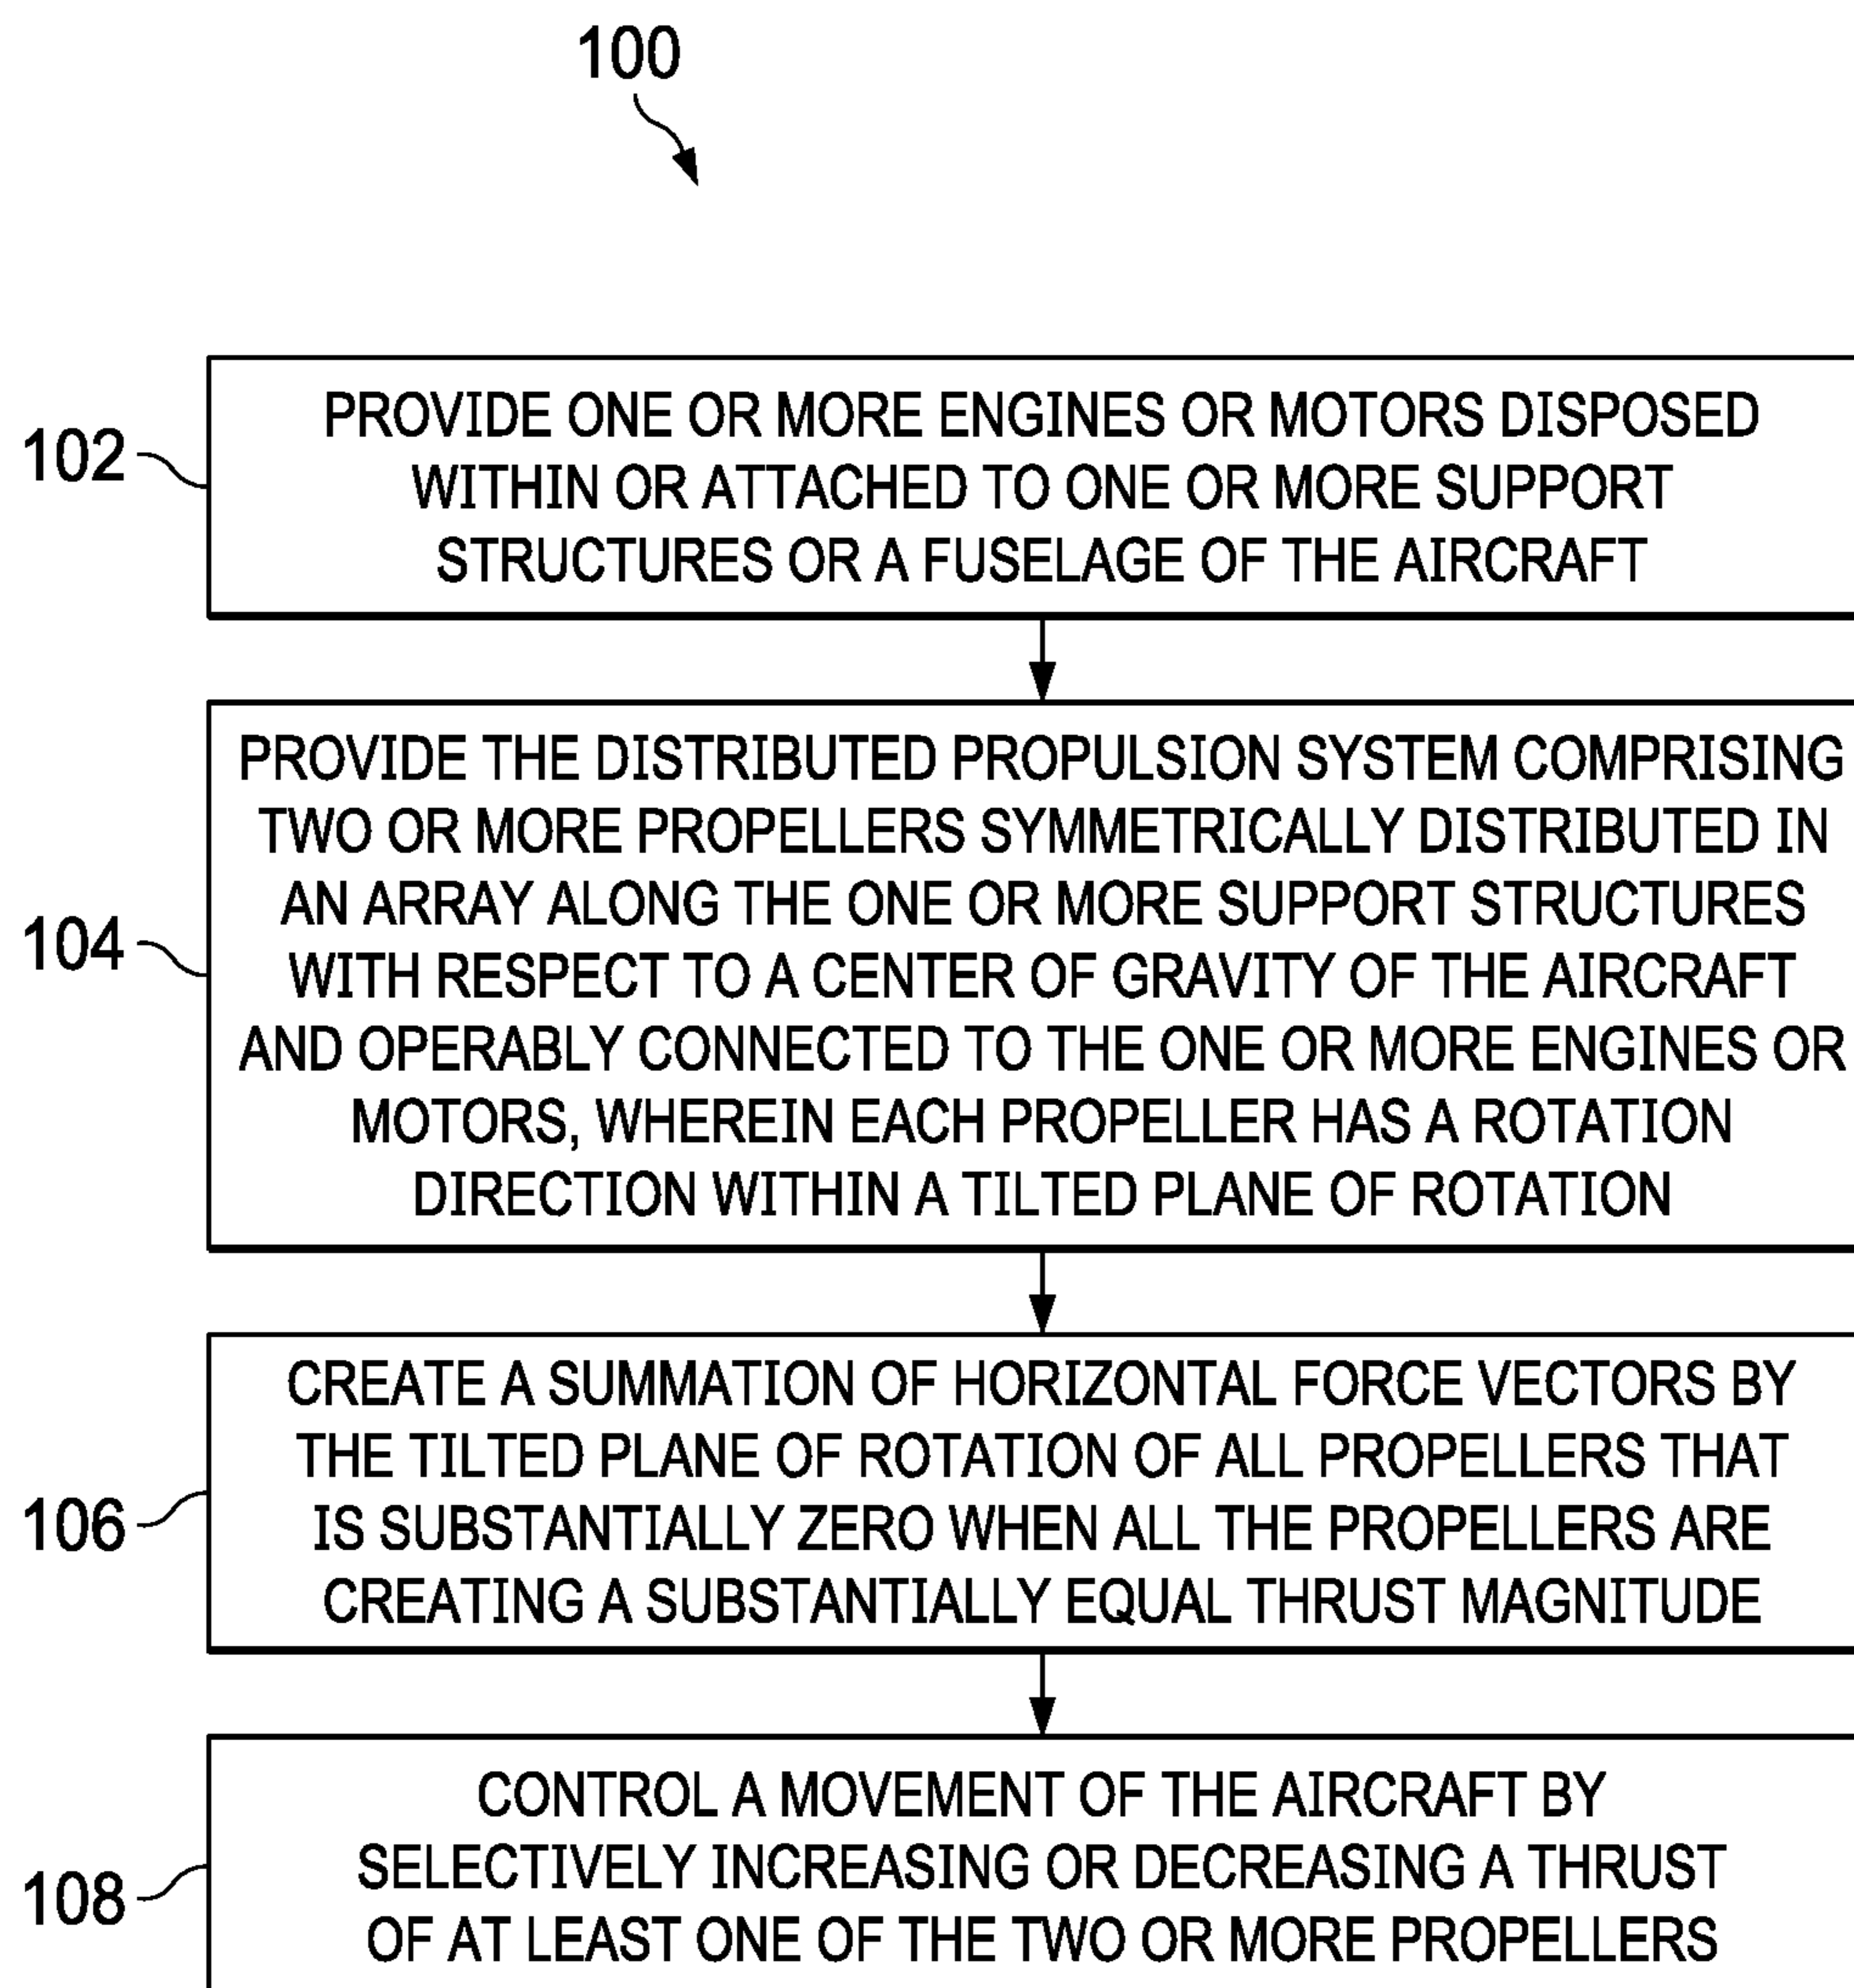 100
102
PROVIDE ONE OR MORE ENGINES OR MOTORS DISPOSED
WITHIN OR ATTACHED TO ONE OR MORE SUPPORT
STRUCTURES OR A FUSELAGE OF THE AIRCRAFT
104
PROVIDE THE DISTRIBUTED PROPULSION SYSTEM COMPRISING
TWO OR MORE PROPELLERS SYMMETRICALLY DISTRIBUTED IN
AN ARRAY ALONG THE ONE OR MORE SUPPORT STRUCTURES
WITH RESPECT TO A CENTER OF GRAVITY OF THE AIRCRAFT
AND OPERABLY CONNECTED TO THE ONE OR MORE ENGINES OR
MOTORS, WHEREIN EACH PROPELLER HAS A ROTATION
DIRECTION WITHIN A TILTED PLANE OF ROTATION
106
CREATE A SUMMATION OF HORIZONTAL FORCE VECTORS BY
THE TILTED PLANE OF ROTATION OF ALL PROPELLERS THAT
IS SUBSTANTIALLY ZERO WHEN ALL THE PROPELLERS ARE
CREATING A SUBSTANTIALLY EQUAL THRUST MAGNITUDE
108
CONTROL A MOVEMENT OF THE AIRCRAFT BY
SELECTIVELY INCREASING OR DECREASING A THRUST
OF AT LEAST ONE OF THE TWO OR MORE PROPELLERS